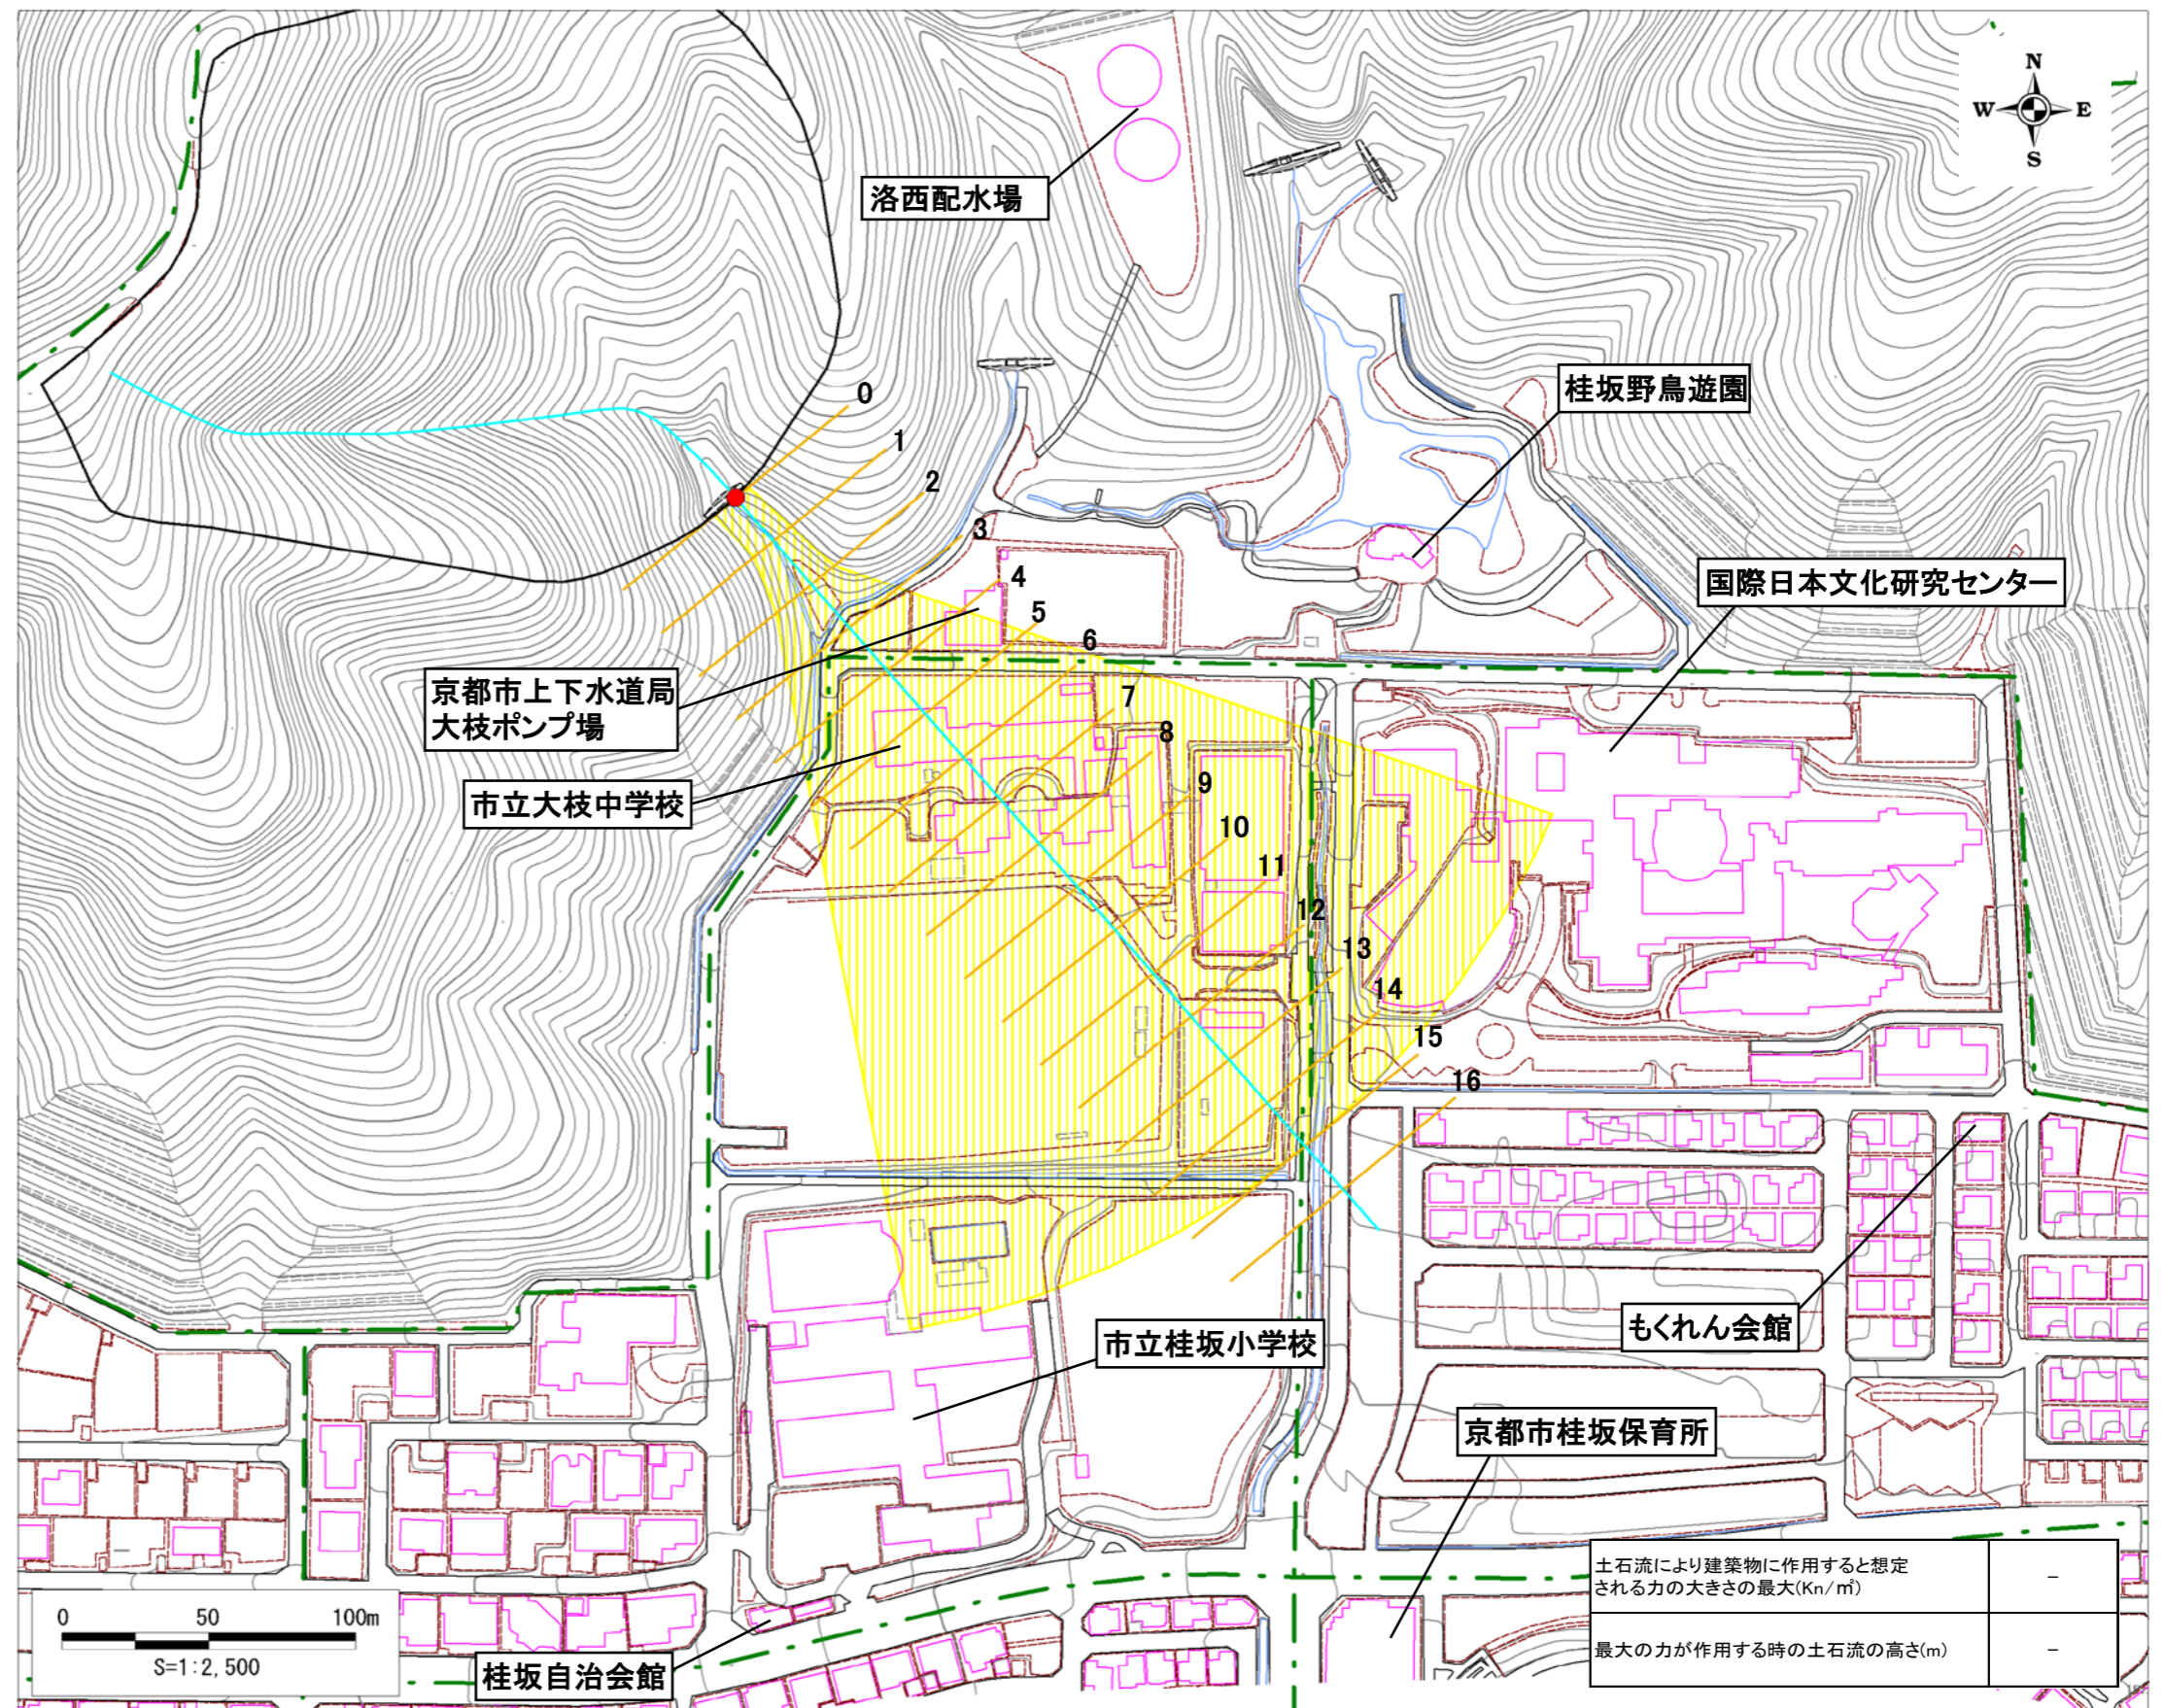 N
W E
S
洛西配水場
桂坂野鳥遊園
国際日本文化研究センター
0
1
2
3
4
5
6
7
8
9
10
11
12
13
14
15
16
京都市上下水道局
大枝ポンプ場
市立大枝中学校
もくれん会館
市立桂坂小学校
京都市桂坂保育所
桂坂自治会館
0 50 100m
S=1:2,500
土石流により建築物に作用すると想定
される力の大きさの最大(Kn/㎡) －
最大の力が作用する時の土石流の高さ(m) －